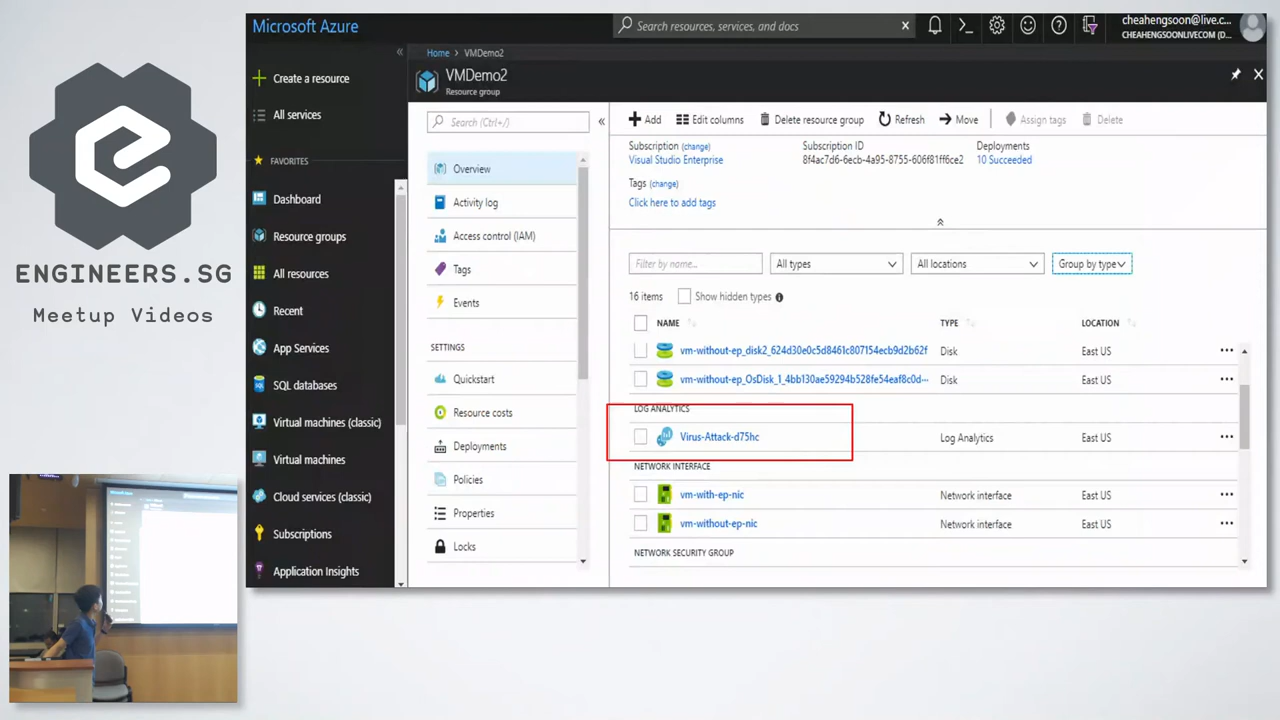 ENGINEERS.SG
Meetup Videos
Microsoft Azure
Search resources, services, and docs
cheahengsoon@live.c...
CHEAHENGSOONLIVECOM (D...
Create a resource
All services
FAVORITES
Dashboard
Resource groups
All resources
Recent
App Services
SQL databases
Virtual machines (classic)
Virtual machines
Cloud services (classic)
Subscriptions
Application Insights
Home > VMDemo2
VMDemo2
Resource group
Search (Ctrl+/)
Overview
Activity log
Access control (IAM)
Tags
Events
SETTINGS
Quickstart
Resource costs
Deployments
Policies
Properties
Locks
Add Edit columns Delete resource group Refresh Move Assign tags Delete
Subscription (change) Subscription ID Deployments
Visual Studio Enterprise 8f4ac7d6-6ecb-4a95-8755-606f81ff6ce2 10 Succeeded
Tags (change)
Click here to add tags
Filter by name... All types All locations Group by type
16 items Show hidden types
NAME TYPE LOCATION
vm-without-ep_disk2_624d30e0c5d8461c807154ecb9d2b62f Disk East US
vm-without-ep_OsDisk_1_4bb130ae59294b528fe54eaf8c0d... Disk East US
LOG ANALYTICS
Virus-Attack-d75hc Log Analytics East US
NETWORK INTERFACE
vm-with-ep-nic Network interface East US
vm-without-ep-nic Network interface East US
NETWORK SECURITY GROUP